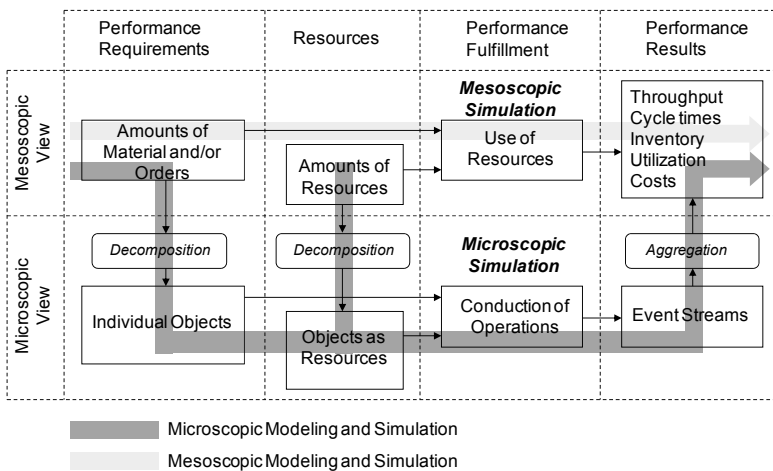 Performance
Requirements
Resources
Performance
Fulfillment
Performance
Results
Mesoscopic
View
Amounts of
Material and/or
Orders
Amounts of
Resources
Mesoscopic
Simulation
Use of
Resources
Throughput
Cycle times
Inventory
Utilization
Costs
Microscopic
View
Decomposition
Decomposition
Microscopic
Simulation
Aggregation
Individual Objects
Objects as
Resources
Conduction of
Operations
Event Streams
Microscopic Modeling and Simulation
Mesoscopic Modeling and Simulation